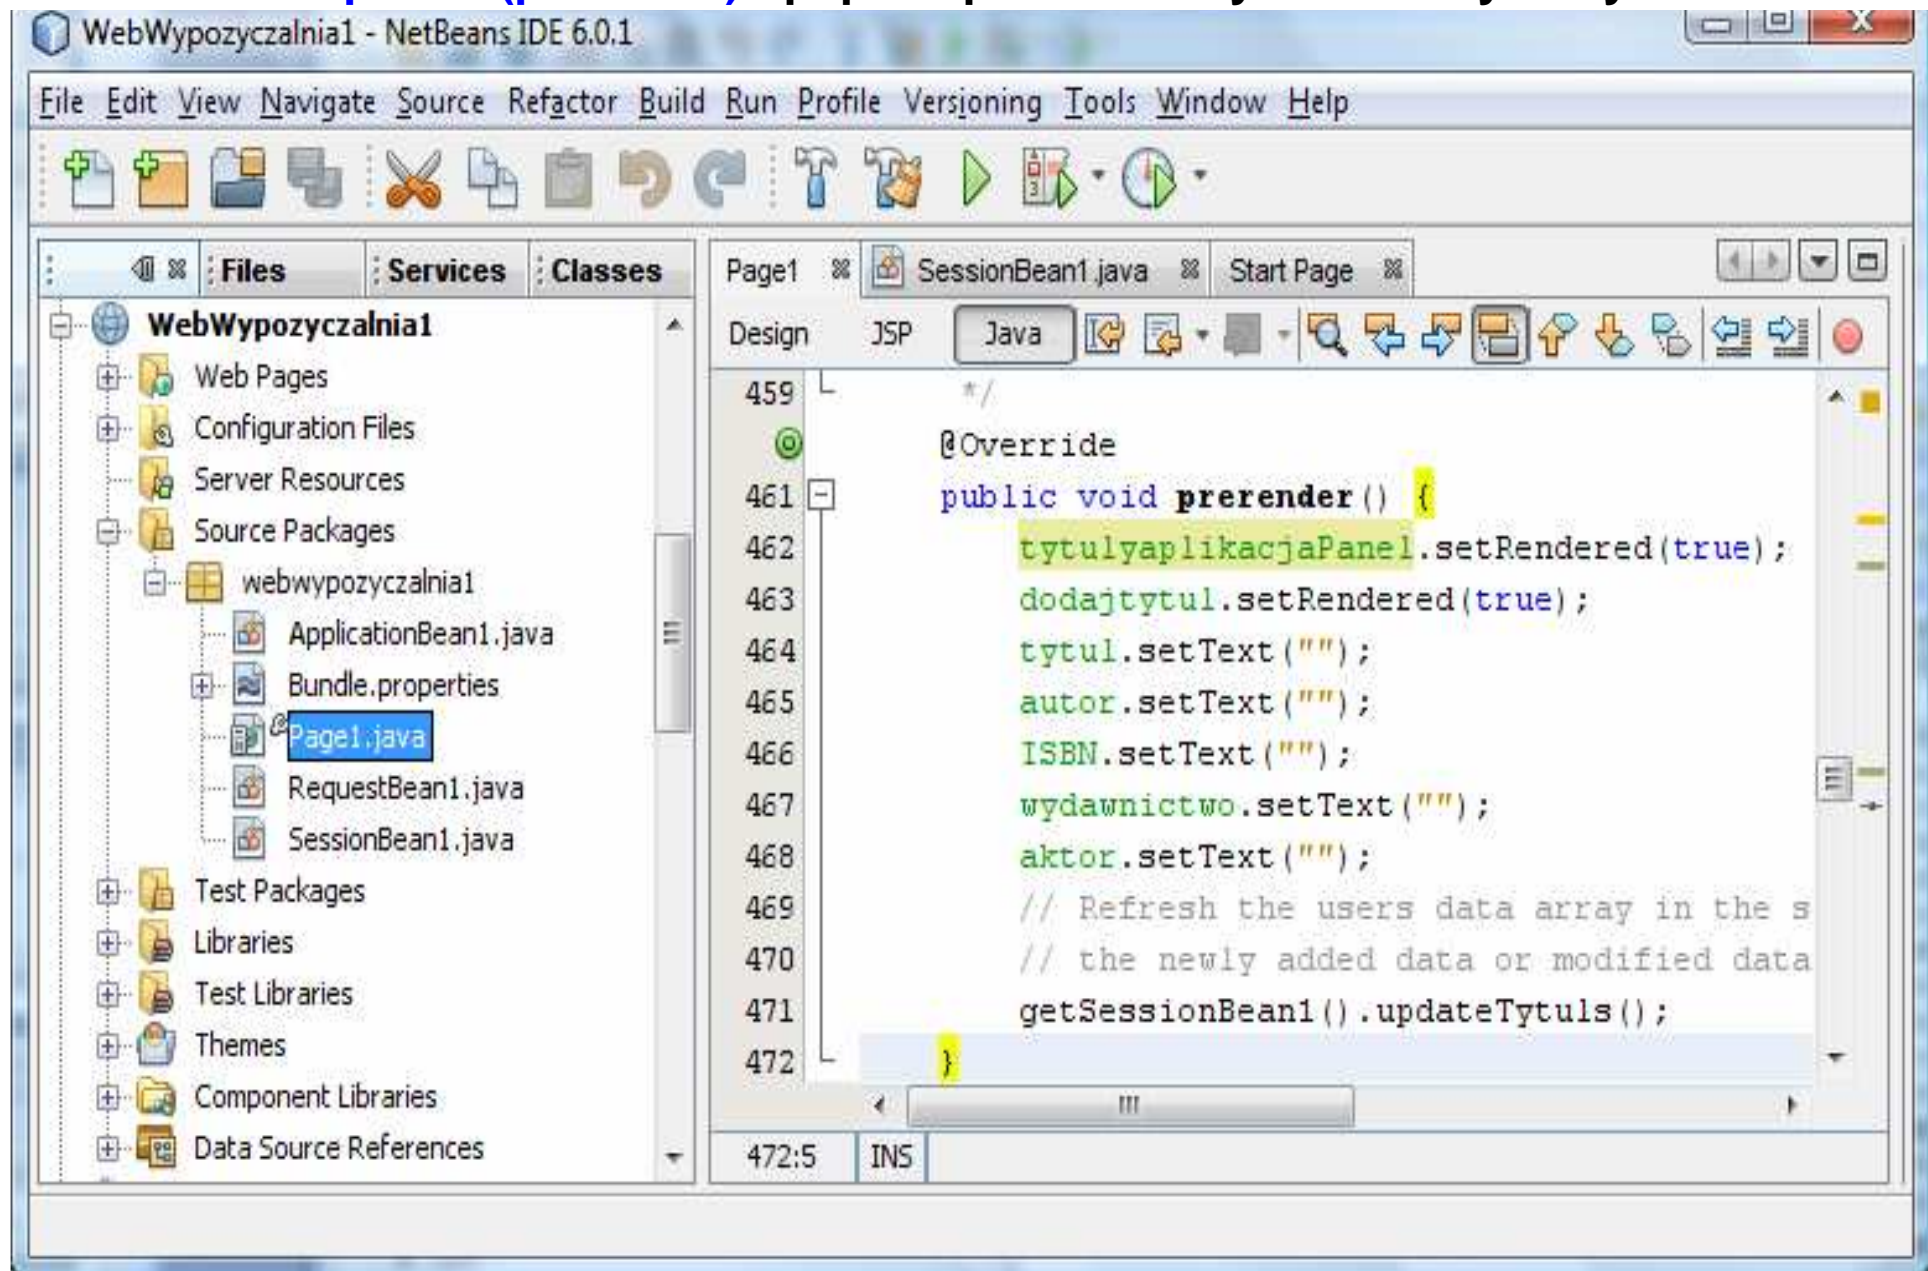 WebWypozyczalnia1 - NetBeans IDE 6.0.1
File Edit View Navigate Source Refactor Build Run Profile Versioning Tools Window Help
Files Services Classes
Page1 SessionBean1.java Start Page
WebWypozyczalnia1
Web Pages
Configuration Files
Server Resources
Source Packages
webwypozyczalnia1
ApplicationBean1.java
Bundle.properties
Page1.java
RequestBean1.java
SessionBean1.java
Test Packages
Libraries
Test Libraries
Themes
Component Libraries
Data Source References
Design JSP Java
459 */
@Override
461 public void prerender() {
462 tytulyaplikacjaPanel.setRendered(true);
463 dodajtytul.setRendered(true);
464 tytul.setText("");
465 autor.setText("");
466 ISBN.setText("");
467 wydawnictwo.setText("");
468 aktor.setText("");
469 // Refresh the users data array in the s
470 // the newly added data or modified data
471 getSessionBean1().updateTytuls();
472 }
472:5 INS